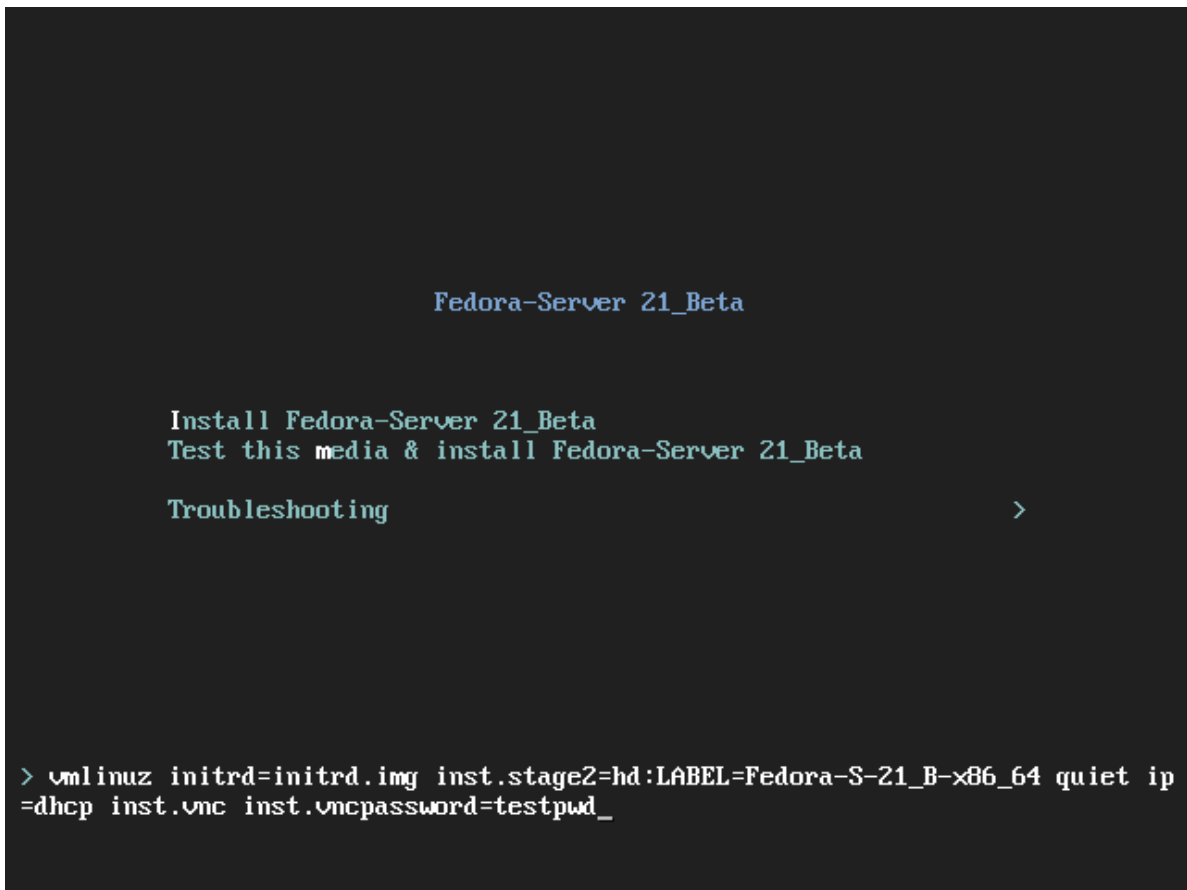 Fedora-Server 21_Beta
Install Fedora-Server 21_Beta
Test this media & install Fedora-Server 21_Beta
Troubleshooting >
> vmlinuz initrd=initrd.img inst.stage2=hd:LABEL=Fedora-S-21_B-x86_64 quiet ip
=dhcp inst.vnc inst.vncpassword=testpwd_